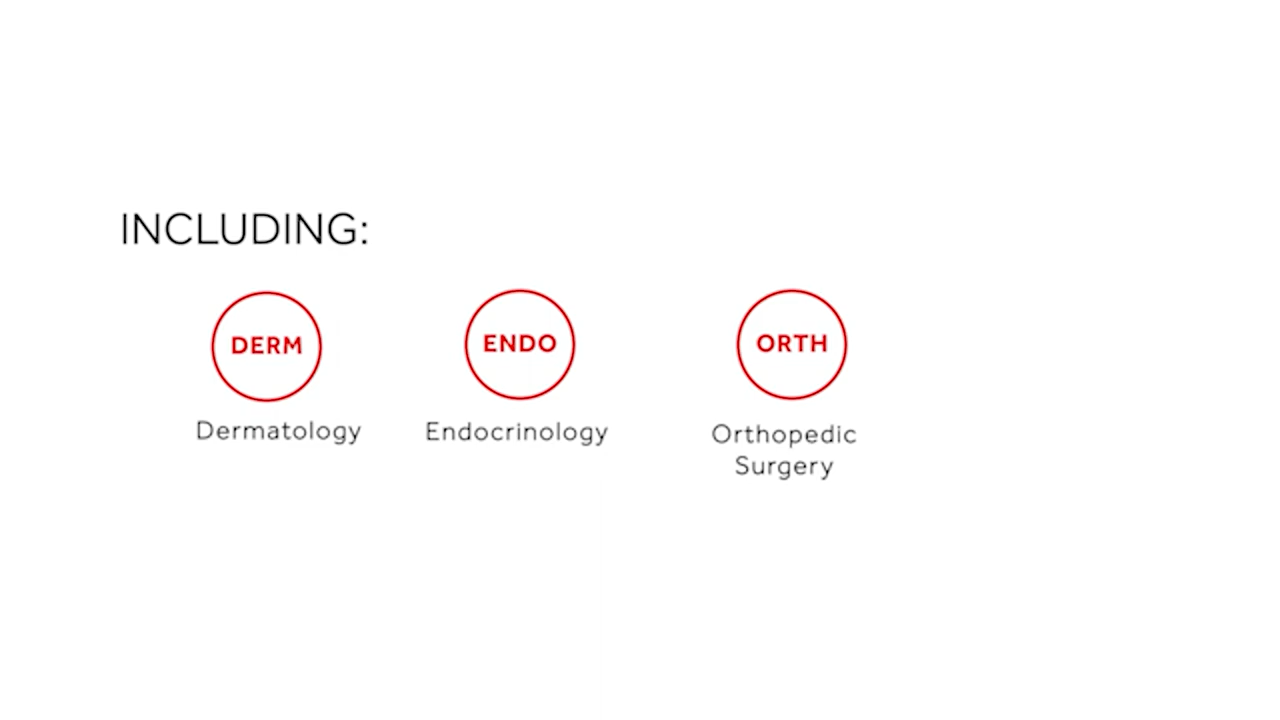 INCLUDING:
DERM
ENDO
ORTH
Dermatology
Endocrinology
Orthopedic
Surgery